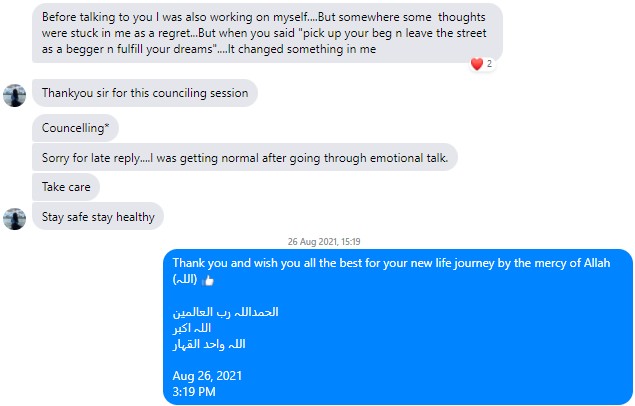 Before talking to you I was also working on myself....But somewhere some thoughts
were stuck in me as a regret...But when you said "pick up your beg n leave the street
as a begger n fulfill your dreams"....It changed something in me
2
Thankyou sir for this counciling session
Councelling*
Sorry for late reply....I was getting normal after going through emotional talk.
Take care
Stay safe stay healthy
26 Aug 2021, 15:19
Thank you and wish you all the best for your new life journey by the mercy of Allah
(اللہ) 👍
الحمداللہ رب العالمین
اللہ اکبر
اللہ واحد القہار
Aug 26, 2021
3:19 PM